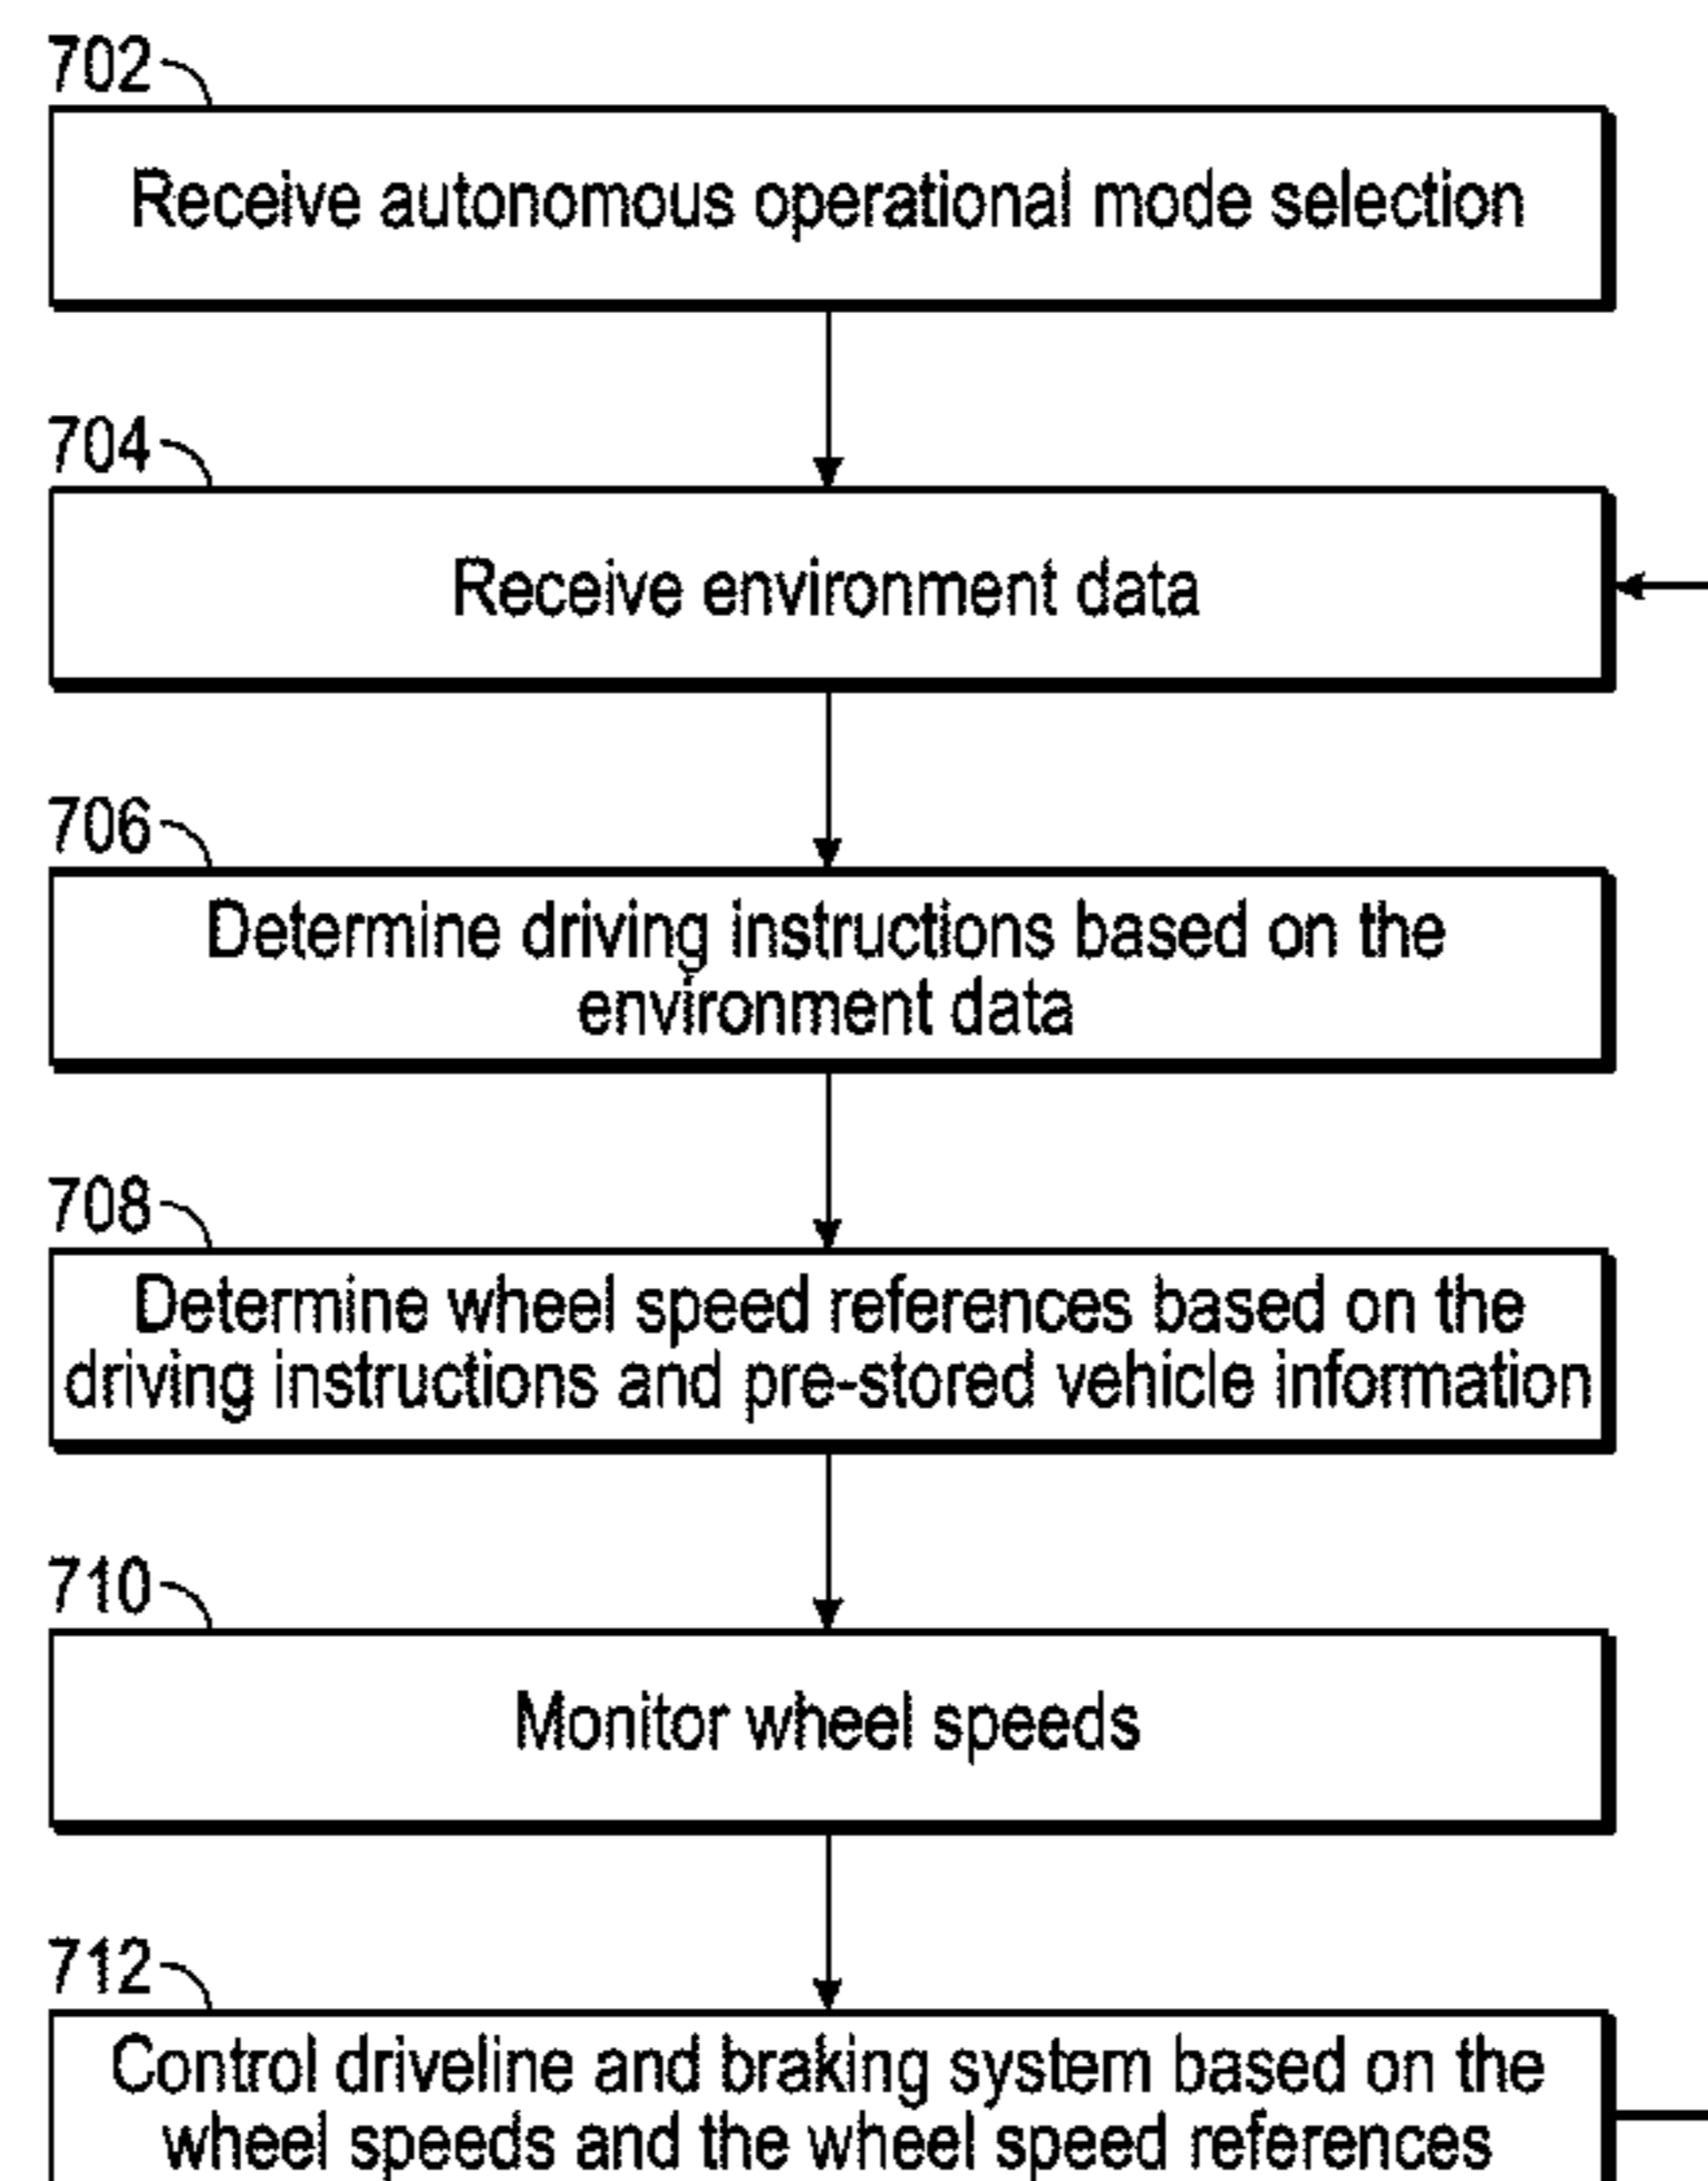 702
Receive autonomous operational mode selection
704
Receive environment data
706
Determine driving instructions based on the
environment data
708
Determine wheel speed references based on the
driving instructions and pre-stored vehicle information
710
Monitor wheel speeds
712
Control driveline and braking system based on the
wheel speeds and the wheel speed references